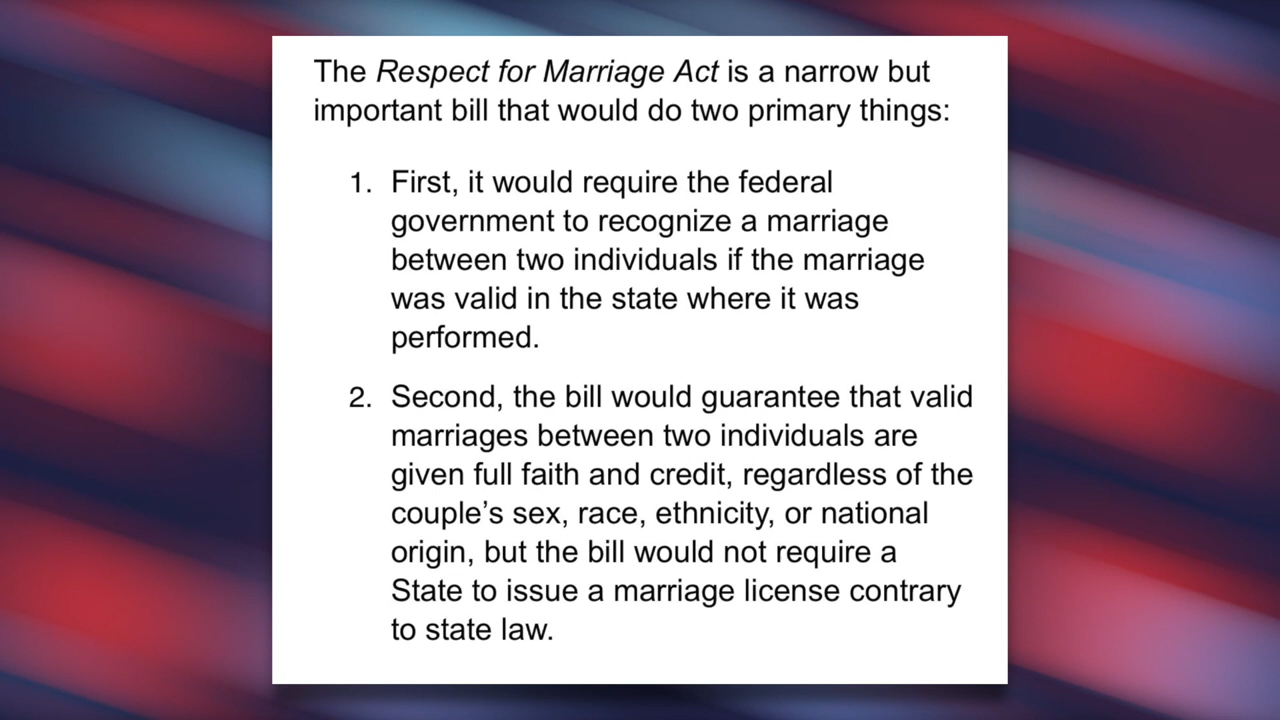 The Respect for Marriage Act is a narrow but
important bill that would do two primary things:
1. First, it would require the federal
government to recognize a marriage
between two individuals if the marriage
was valid in the state where it was
performed.
2. Second, the bill would guarantee that valid
marriages between two individuals are
given full faith and credit, regardless of the
couple’s sex, race, ethnicity, or national
origin, but the bill would not require a
State to issue a marriage license contrary
to state law.